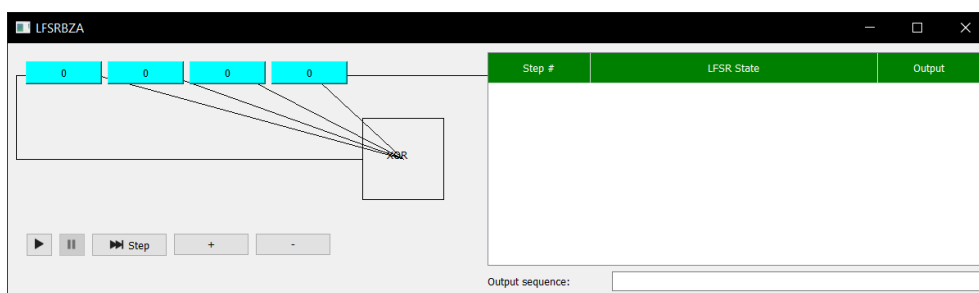 LFSRBZA
0 0 0 0
Step # LFSR State Output
XOR
Step + -
Output sequence: